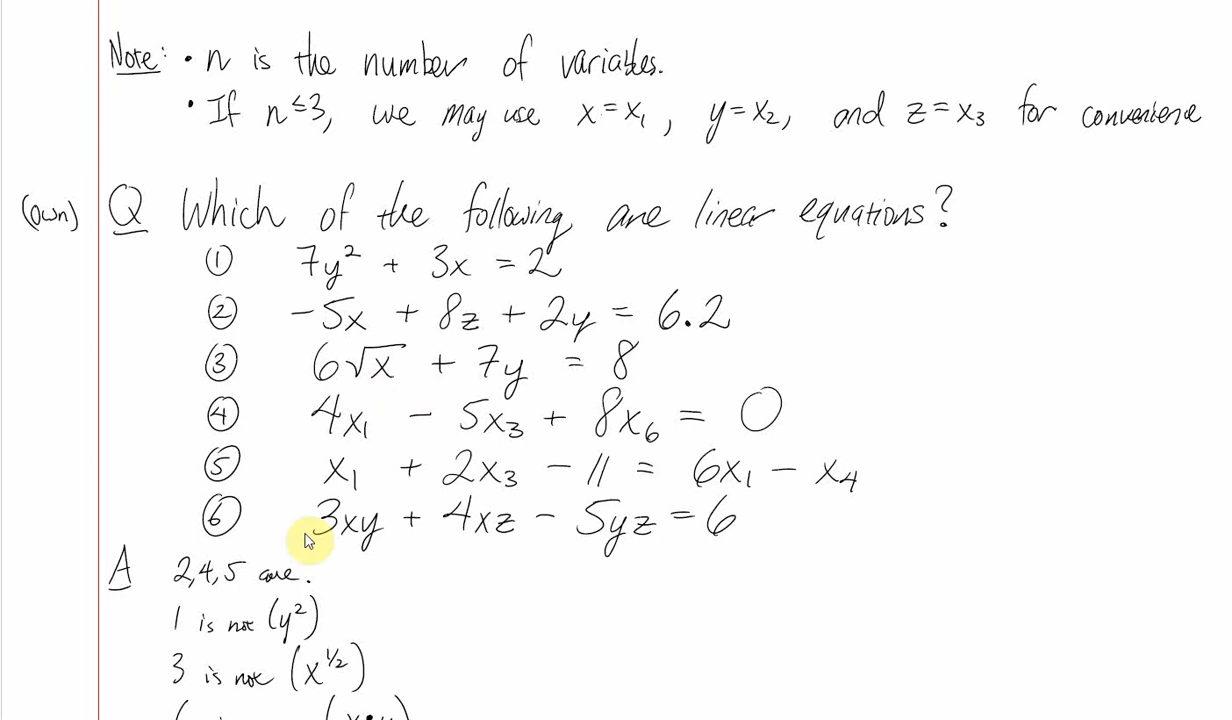 Note: • n is the number of variables.
• If n ≤ 3, we may use x = x₁, y = x₂, and z = x₃ for convenience
(own) Q Which of the following are linear equations?
① 7y² + 3x = 2
② -5x + 8z + 2y = 6.2
③ 6√x + 7y = 8
④ 4x₁ - 5x₃ + 8x₆ = 0
⑤ x₁ + 2x₃ - 11 = 6x₁ - x₄
⑥ 3xy + 4xz - 5yz = 6
A 2,4,5 are.
1 is not (y²)
3 is not (x^1/2)